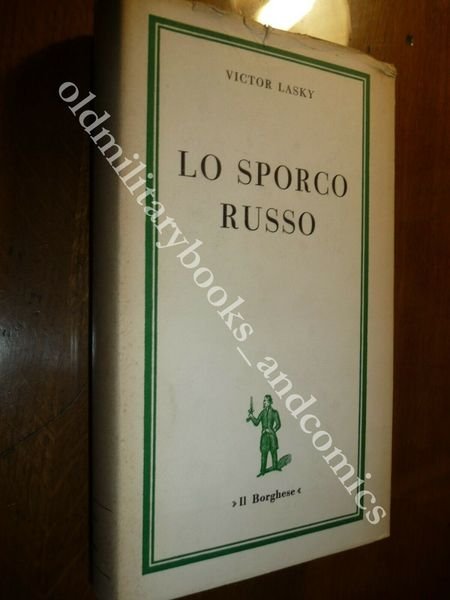 VICTOR LASKY
LO SPORCO
RUSSO
» Il Borghese «
oldmilitarybooks_andcomics